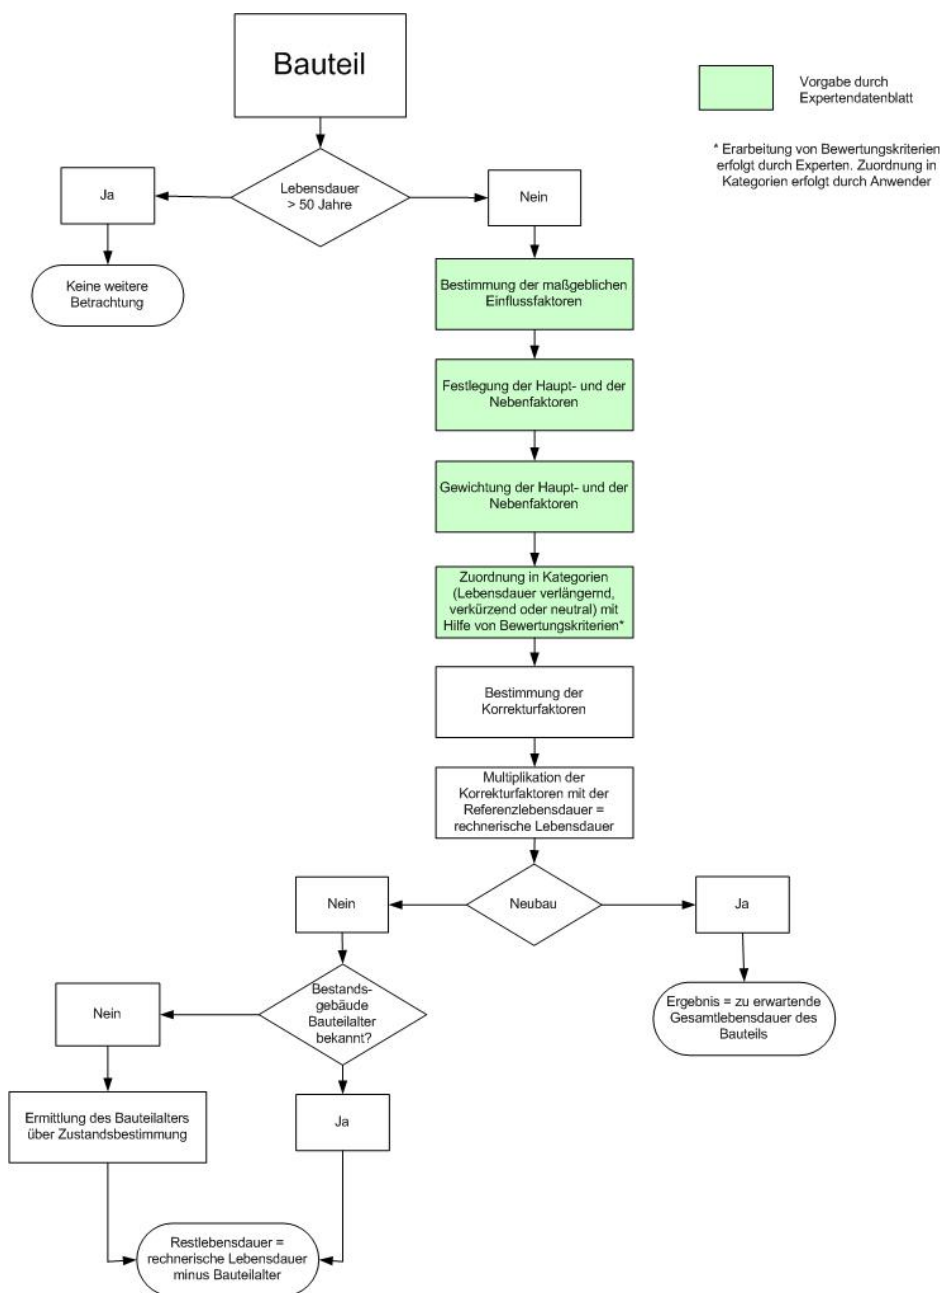 Bauteil
Vorgabe durch
Expertendatenblatt
* Erarbeitung von Bewertungskriterien
erfolgt durch Experten. Zuordnung in
Kategorien erfolgt durch Anwender
Lebensdauer
> 50 Jahre
Ja
Nein
Keine weitere
Betrachtung
Bestimmung der maßgeblichen
Einflussfaktoren
Festlegung der Haupt- und der
Nebenfaktoren
Gewichtung der Haupt- und der
Nebenfaktoren
Zuordnung in Kategorien
(Lebensdauer verlängernd,
verkürzend oder neutral) mit
Hilfe von Bewertungskriterien*
Bestimmung der
Korrekturfaktoren
Multiplikation der
Korrekturfaktoren mit der
Referenzlebensdauer =
rechnerische Lebensdauer
Neubau
Nein
Ja
Bestands-
gebäude
Bauteilalter
bekannt?
Ergebnis = zu erwartende
Gesamtlebensdauer des
Bauteils
Nein
Ja
Ermittlung des Bauteilalters
über Zustandsbestimmung
Restlebensdauer =
rechnerische Lebensdauer
minus Bauteilalter